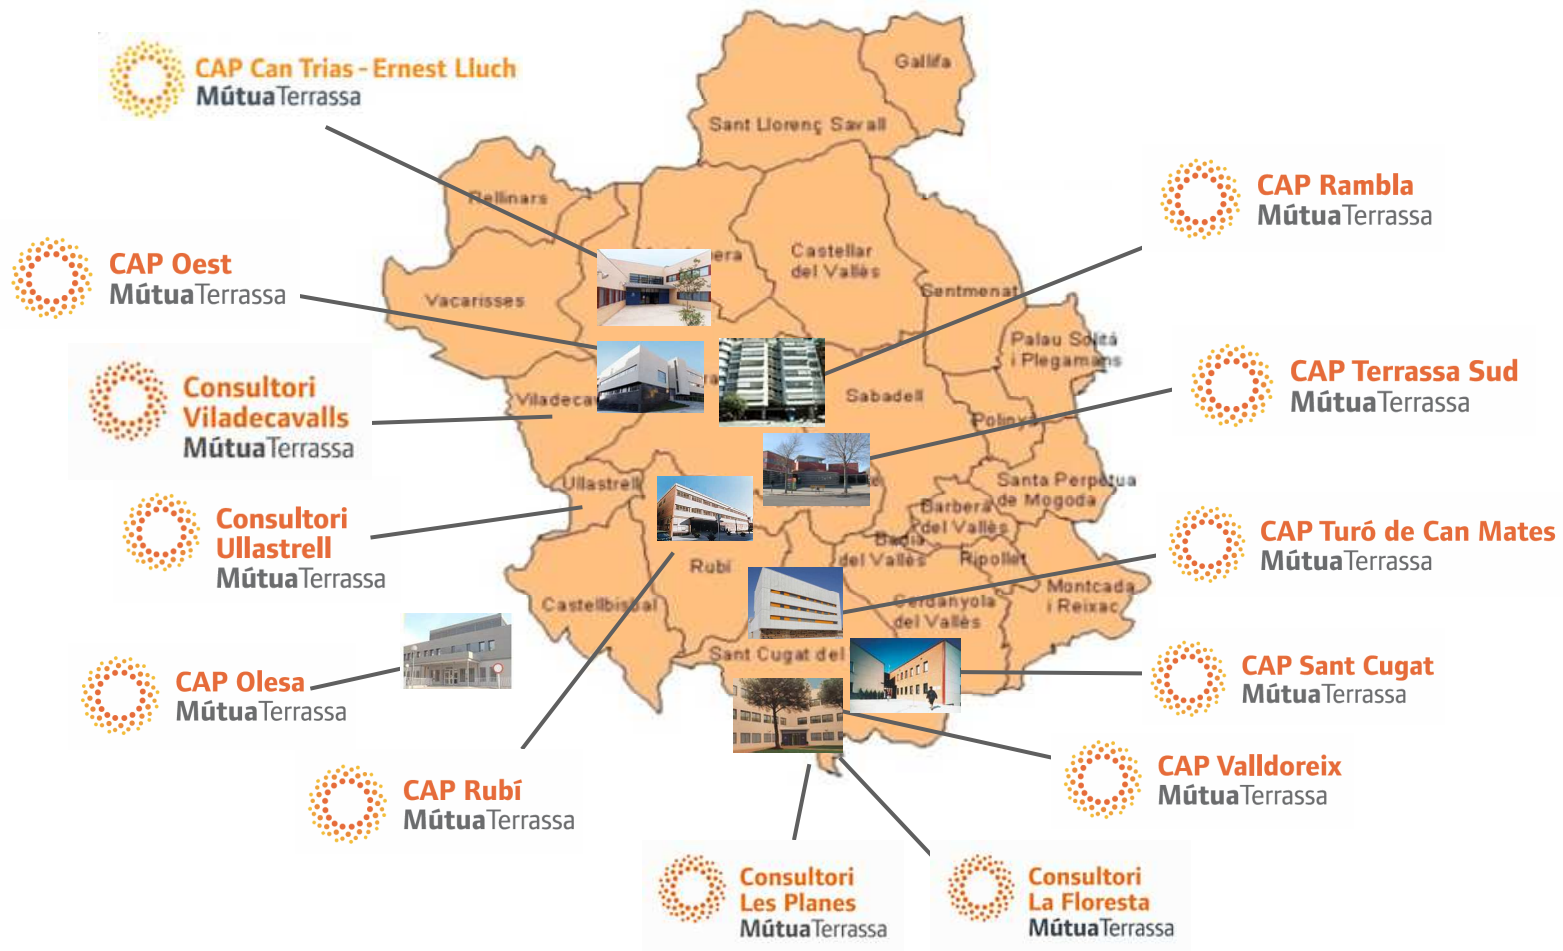 CAP Can Trias - Ernest Lluch
MútuaTerrassa
Gallifa
Sant Llorenç Savall
Rellinars
CAP Rambla
MútuaTerrassa
CAP Oest
MútuaTerrassa
Castellar
del Vallès
Vacarisses
Sentmenat
Palau Solità
i Plegamans
CAP Terrassa Sud
MútuaTerrassa
Consultori
Viladecavalls
MútuaTerrassa
Sabadell
Polinyà
Ullastrell
Santa Perpètua
de Mogoda
Barberà
del Vallès
Consultori
Ullastrell
MútuaTerrassa
Badia
del Vallès
Ripollet
CAP Turó de Can Mates
MútuaTerrassa
Rubí
Montcada
i Reixac
Castellbisbal
Cerdanyola
del Vallès
Sant Cugat del
CAP Olesa
MútuaTerrassa
CAP Sant Cugat
MútuaTerrassa
CAP Valldoreix
MútuaTerrassa
CAP Rubí
MútuaTerrassa
Consultori
Les Planes
MútuaTerrassa
Consultori
La Floresta
MútuaTerrassa